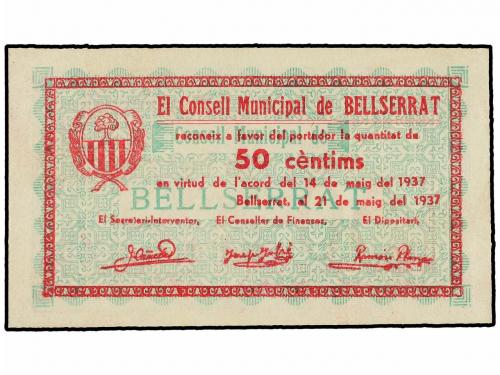 El Consell Municipal de BELLSERRAT
reconeix a favor del portador la quantitat de
50 cèntims
en virtud de l'acord del 14 de maig del 1937
BELLSERRAT
Bellserrat, el 21 de maig del 1937
El Secretari-Interventor, El Conseller de Finances, El Dipositari,